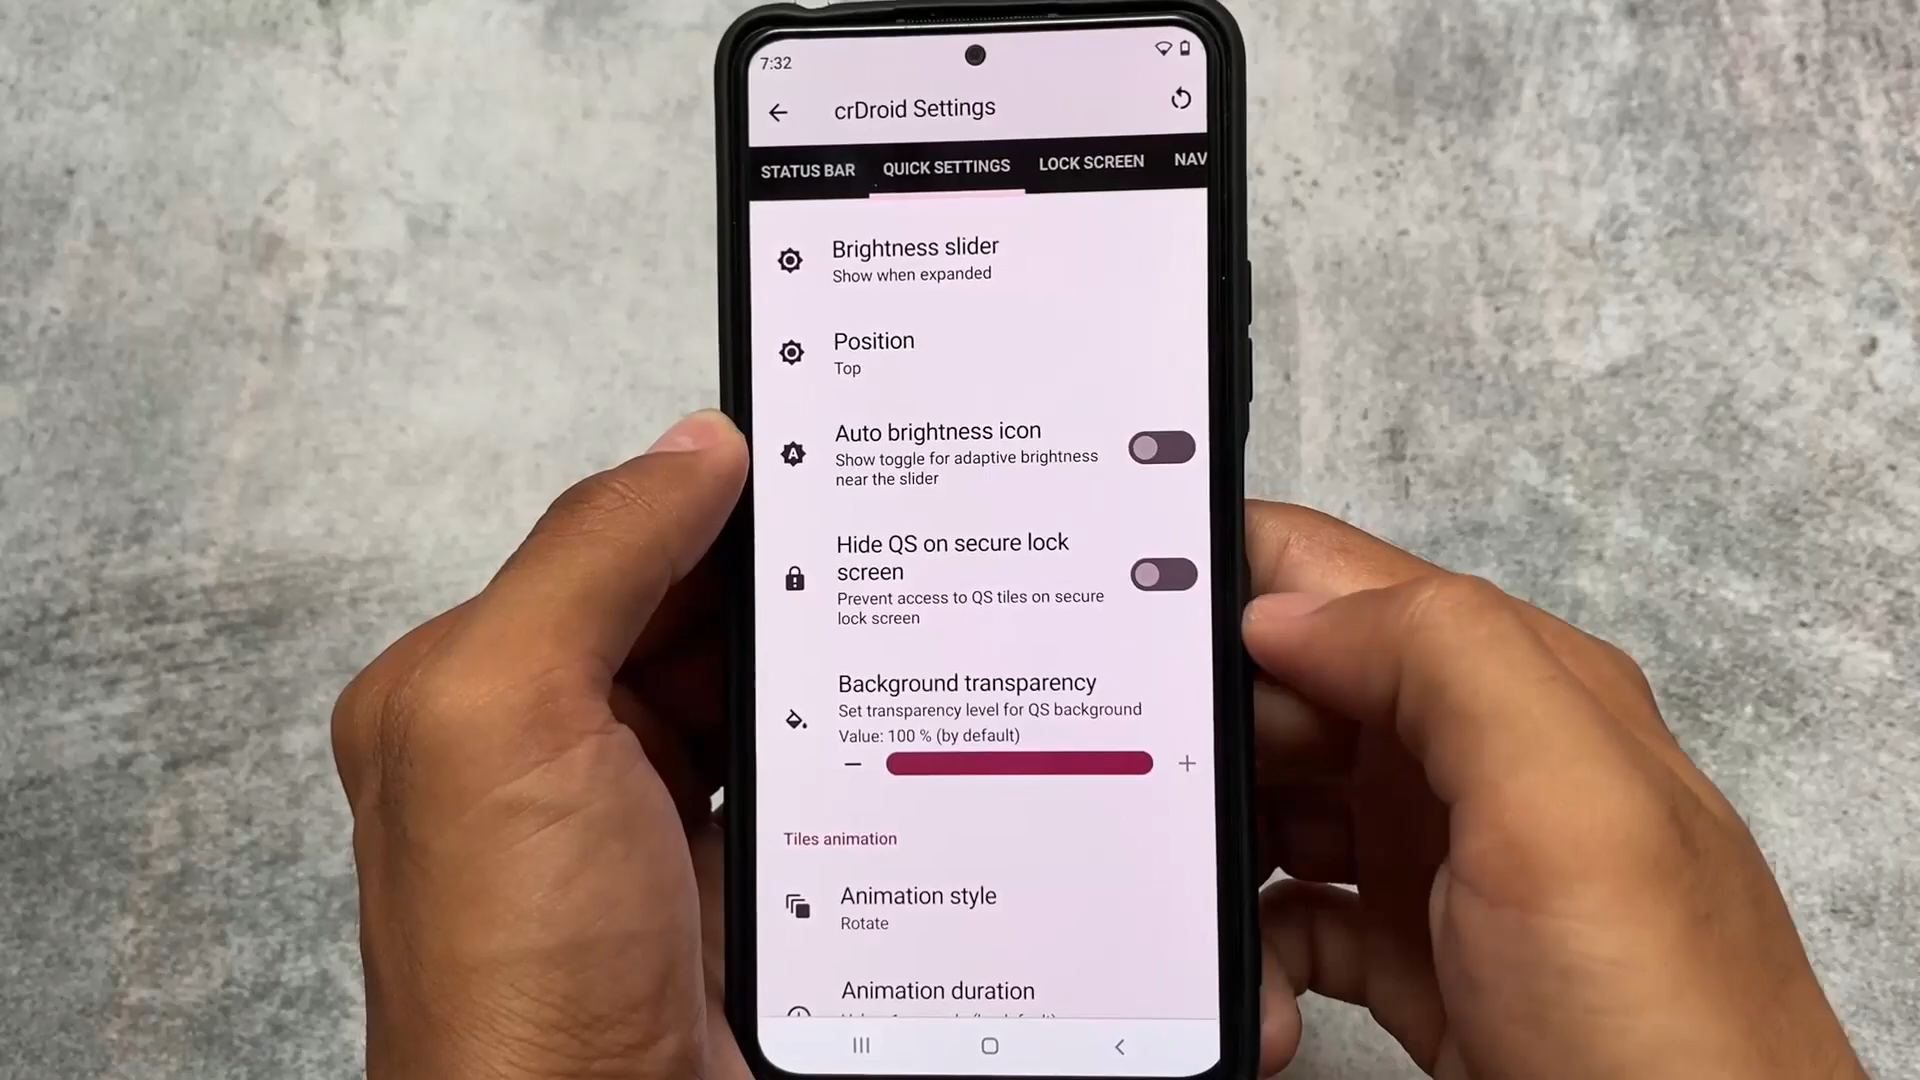 7:32
crDroid Settings
STATUS BAR QUICK SETTINGS LOCK SCREEN NAV
Brightness slider
Show when expanded
Position
Top
Auto brightness icon
Show toggle for adaptive brightness
near the slider
Hide QS on secure lock
screen
Prevent access to QS tiles on secure
lock screen
Background transparency
Set transparency level for QS background
Value: 100 % (by default)
Tiles animation
Animation style
Rotate
Animation duration